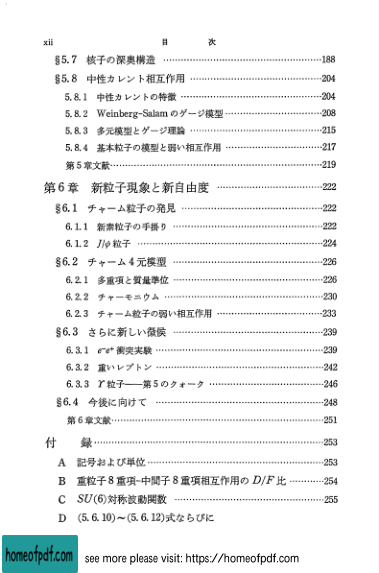 xii 目 次
§5.7 核子の深奥構造 ……188
§5.8 中性カレント相互作用 ……204
5.8.1 中性カレントの特徴 ……204
5.8.2 Weinberg-Salam のゲージ模型 ……208
5.8.3 多元模型とゲージ理論 ……215
5.8.4 基本粒子の模型と弱い相互作用 ……217
第5章文献……219
第6章 新粒子現象と新自由度 ……222
§6.1 チャーム粒子の発見 ……222
6.1.1 新素粒子の手掛り ……222
6.1.2 J/ψ 粒子 ……224
§6.2 チャーム4元模型 ……226
6.2.1 多重項と質量準位 ……226
6.2.2 チャーモニウム ……230
6.2.3 チャーム粒子の弱い相互作用 ……233
§6.3 さらに新しい徴候 ……239
6.3.1 e⁻e⁺ 衝突実験 ……239
6.3.2 重いレプトン ……242
6.3.3 ϒ 粒子——第5のクォーク ……246
§6.4 今後に向けて ……248
第6章文献……251
付 録……253
A 記号および単位……253
B 重粒子8重項-中間子8重項相互作用の D/F 比 ……254
C SU(6)対称波動関数 ……255
D (5.6.10)～(5.6.12)式ならびに
homeofpdf.com see more please visit: https://homeofpdf.com